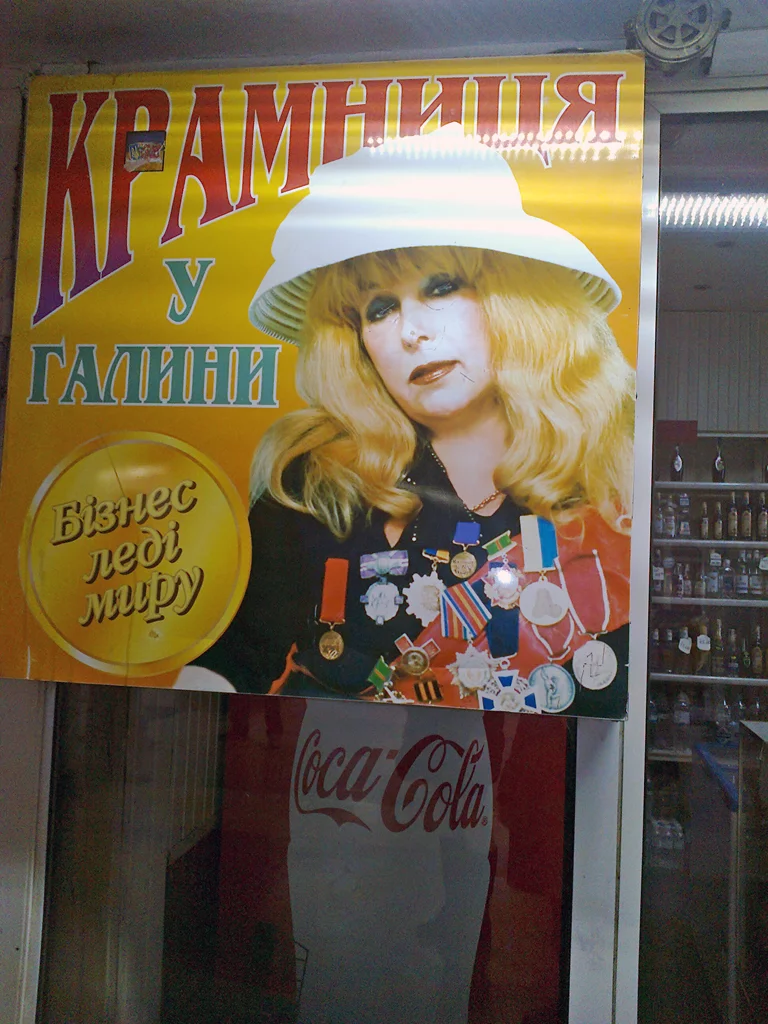 КРАМНИЦЯ
У
ГАЛИНИ
Бізнес
леді
миру
Coca-Cola